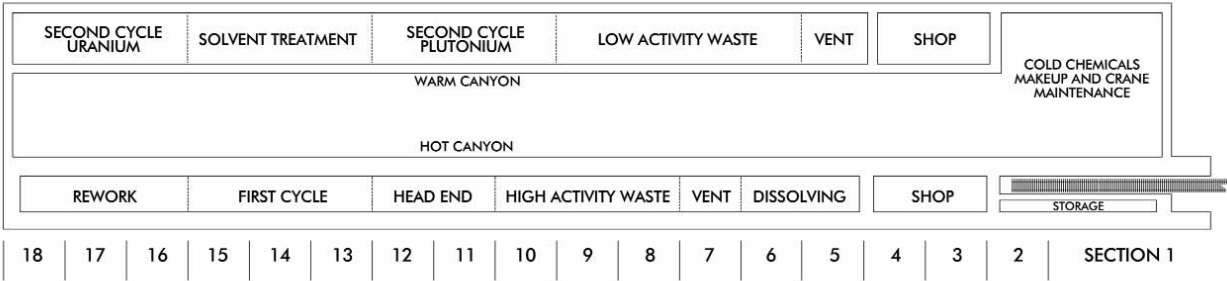 SECOND CYCLE
URANIUM
SOLVENT TREATMENT
SECOND CYCLE
PLUTONIUM
LOW ACTIVITY WASTE
VENT
SHOP
COLD CHEMICALS
MAKEUP AND CRANE
MAINTENANCE
WARM CANYON
HOT CANYON
REWORK
FIRST CYCLE
HEAD END
HIGH ACTIVITY WASTE
VENT
DISSOLVING
SHOP
STORAGE
18 17 16 15 14 13 12 11 10 9 8 7 6 5 4 3 2 SECTION 1